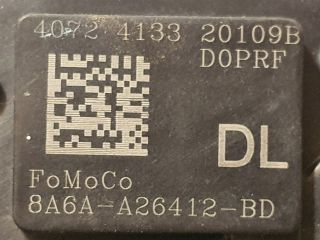 4072 4133 20109B
D0PRF
DL
FoMoCo
8A6A-A26412-BD